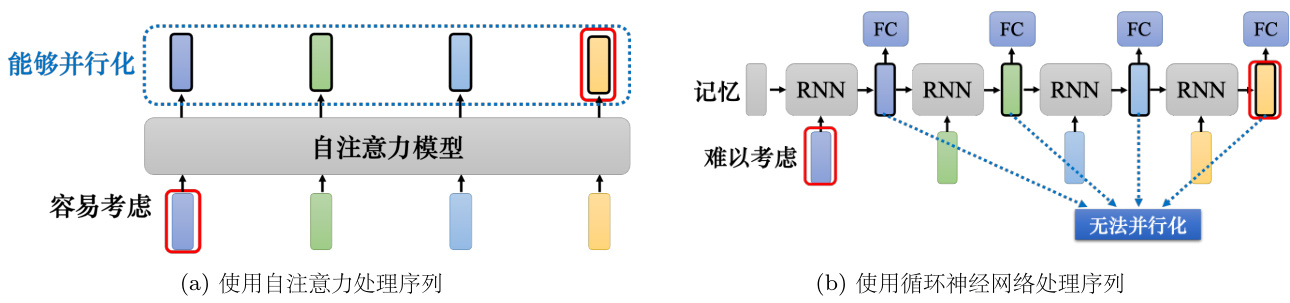 能够并行化
自注意力模型
容易考虑
(a) 使用自注意力处理序列
FC FC FC FC
记忆 RNN RNN RNN RNN
难以考虑
无法并行化
(b) 使用循环神经网络处理序列